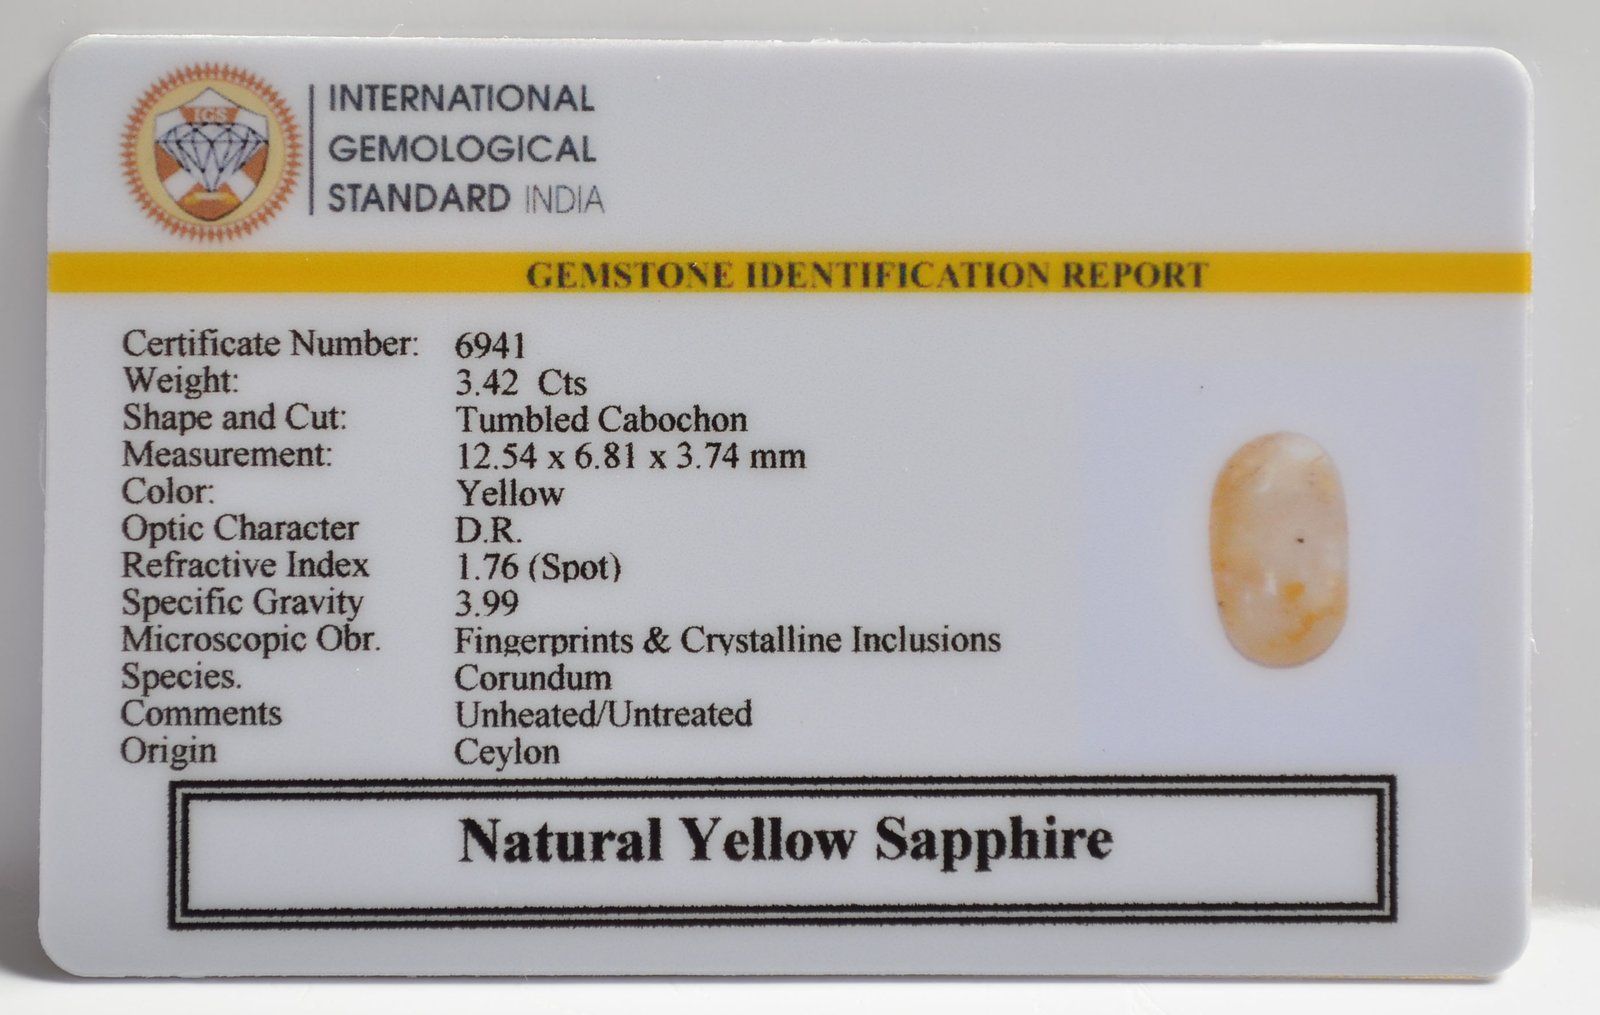 IGS
INTERNATIONAL
GEMOLOGICAL
STANDARD INDIA
GEMSTONE IDENTIFICATION REPORT
Certificate Number: 6941
Weight: 3.42 Cts
Shape and Cut: Tumbled Cabochon
Measurement: 12.54 x 6.81 x 3.74 mm
Color: Yellow
Optic Character D.R.
Refractive Index 1.76 (Spot)
Specific Gravity 3.99
Microscopic Obr. Fingerprints & Crystalline Inclusions
Species. Corundum
Comments Unheated/Untreated
Origin Ceylon
Natural Yellow Sapphire